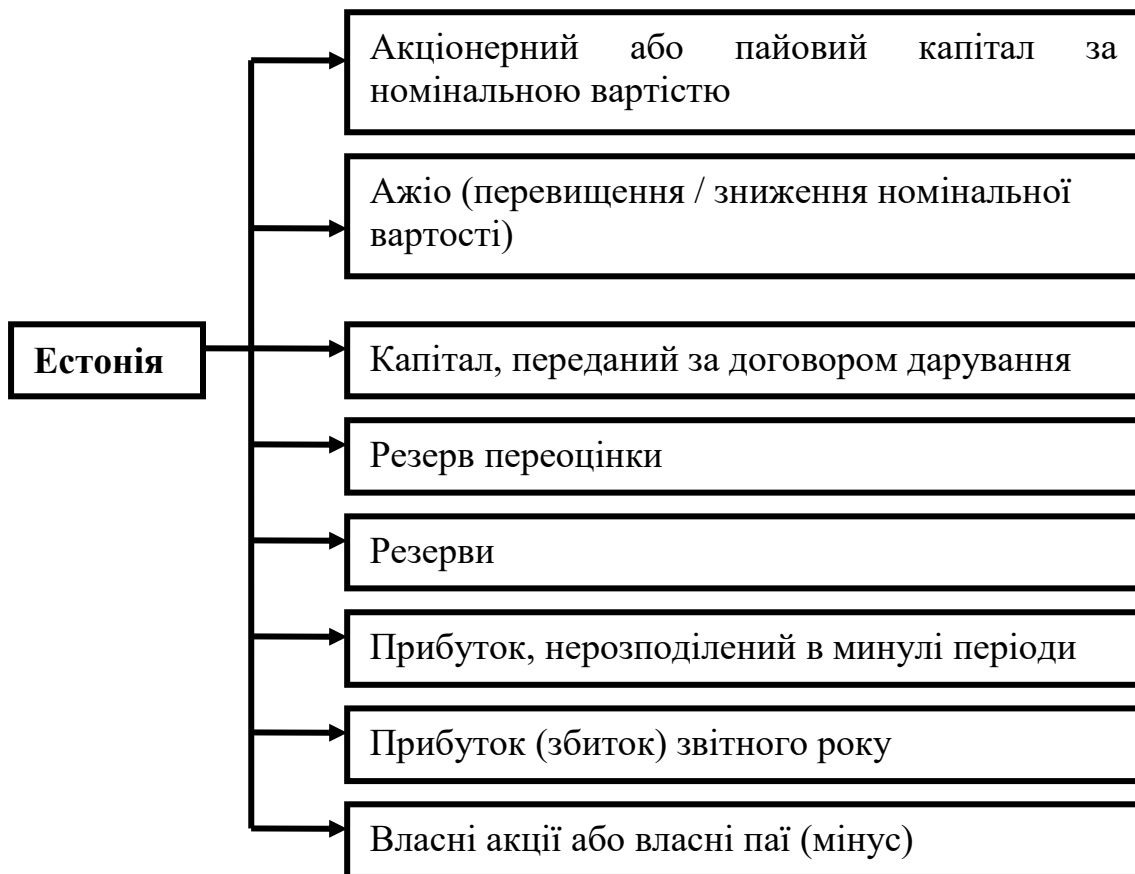 Акціонерний або пайовий капітал за
номінальною вартістю
Ажіо (перевищення / зниження номінальної
вартості)
Естонія
Капітал, переданий за договором дарування
Резерв переоцінки
Резерви
Прибуток, нерозподілений в минулі періоди
Прибуток (збиток) звітного року
Власні акції або власні паї (мінус)